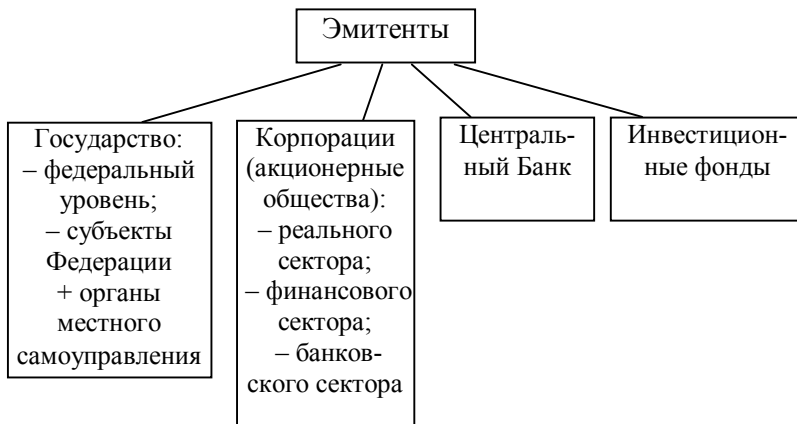 Эмитенты
Государство:
– федеральный
уровень;
– субъекты
Федерации
+ органы
местного
самоуправления
Корпорации
(акционерные
общества):
– реального
сектора;
– финансового
сектора;
– банков-
ского сектора
Централь-
ный Банк
Инвестицион-
ные фонды